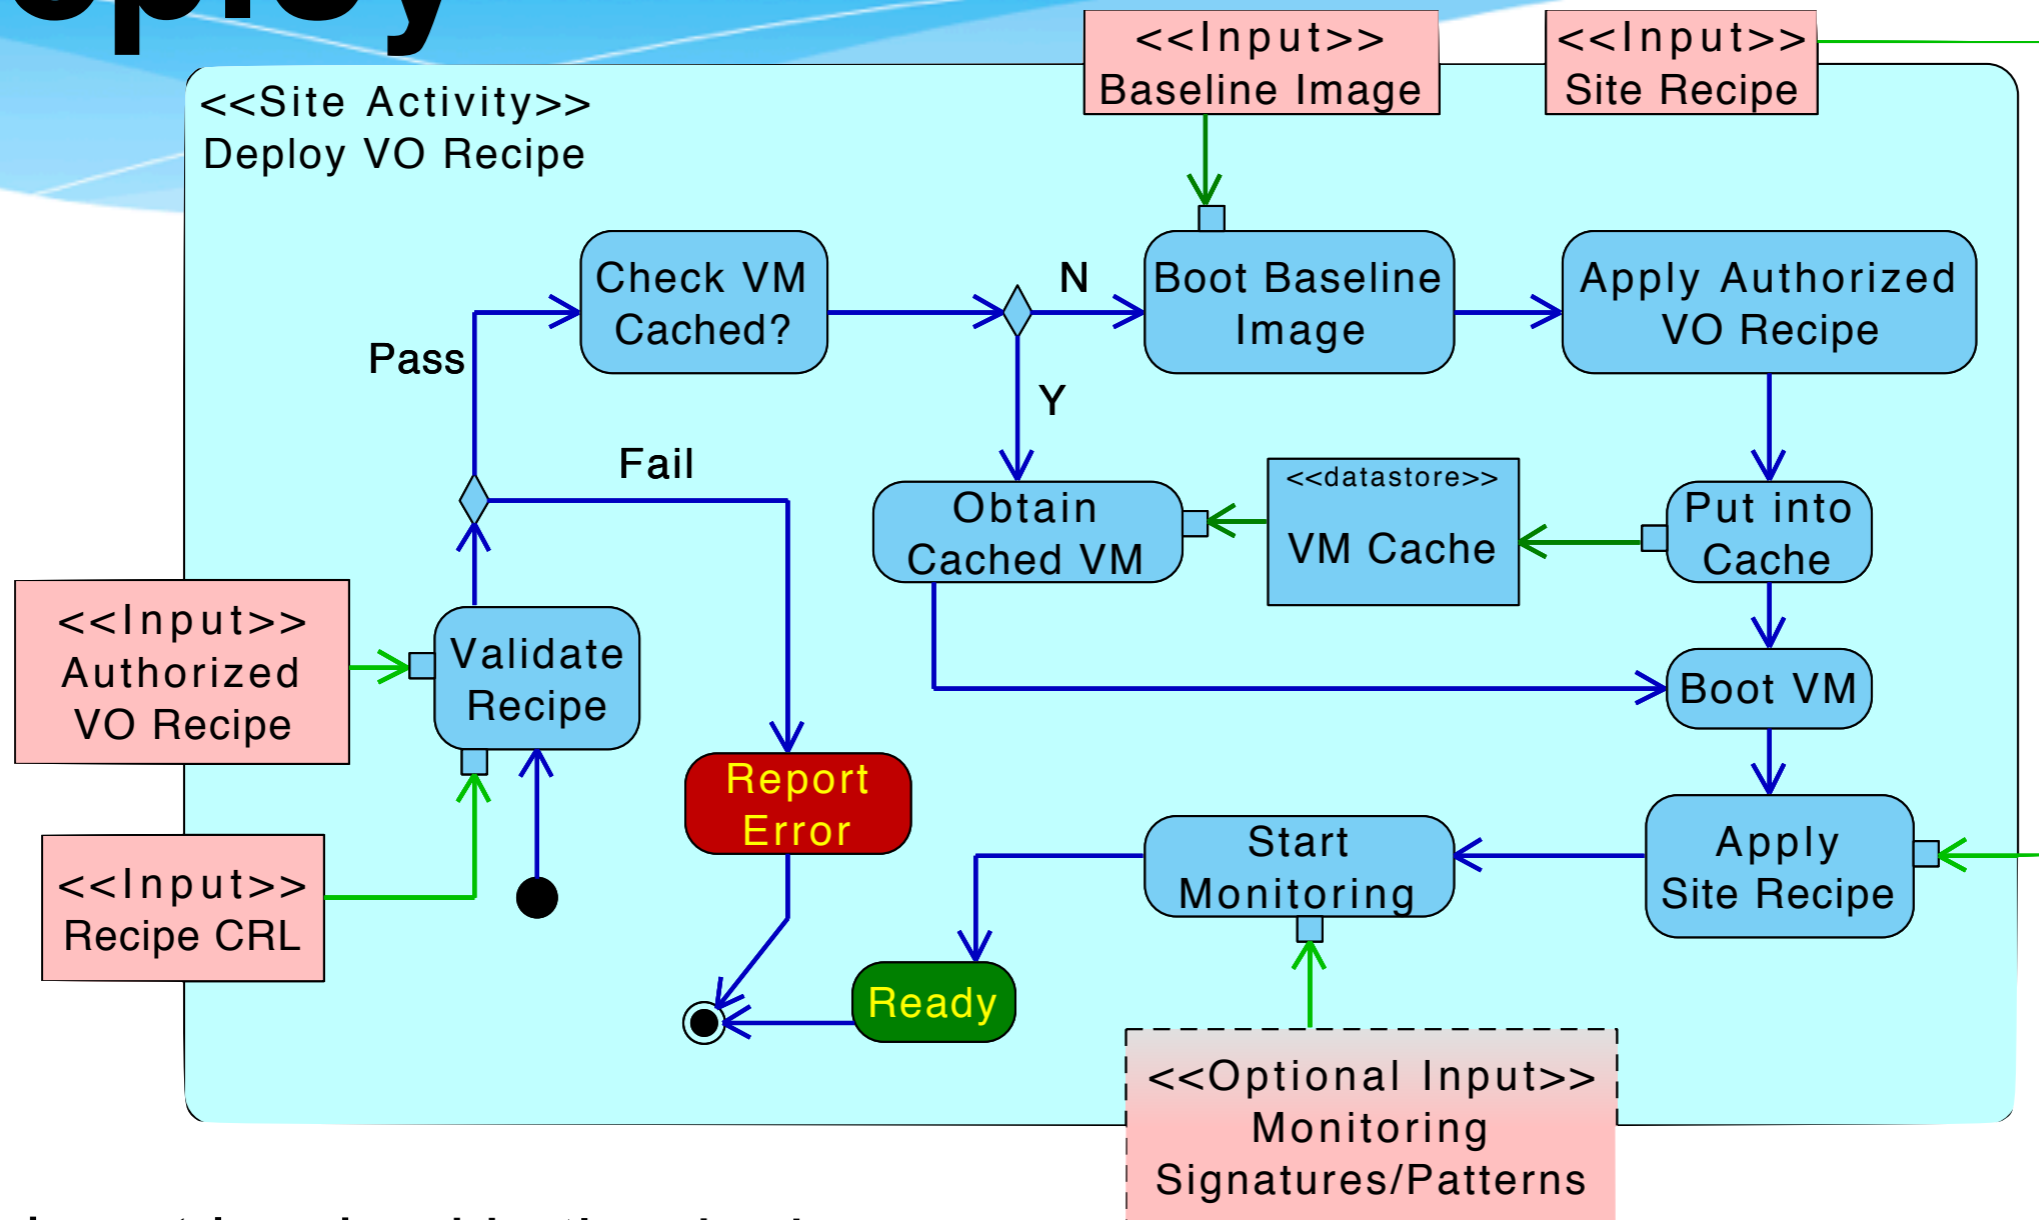 <<Input>>
Baseline Image
<<Input>>
Site Recipe
<<Site Activity>>
Deploy VO Recipe
Check VM
Cached?
N
Boot Baseline
Image
Apply Authorized
VO Recipe
Pass
Y
Fail
Obtain
Cached VM
<<datastore>>
VM Cache
Put into
Cache
<<Input>>
Authorized
VO Recipe
Validate
Recipe
Boot VM
Report
Error
Start
Monitoring
Apply
Site Recipe
<<Input>>
Recipe CRL
Ready
<<Optional Input>>
Monitoring
Signatures/Patterns